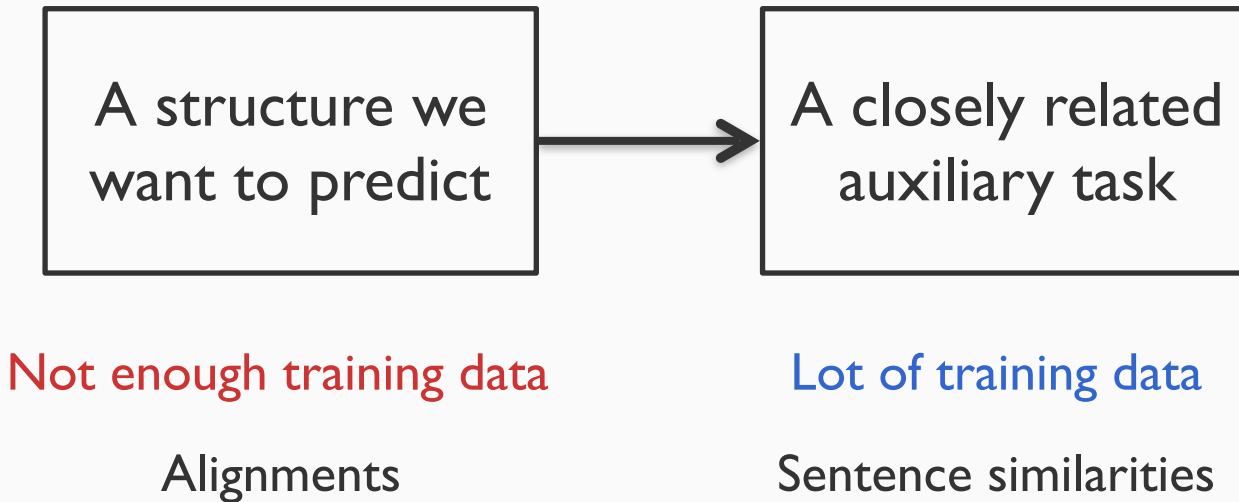 A structure we
want to predict
A closely related
auxiliary task
Not enough training data
Lot of training data
Alignments
Sentence similarities